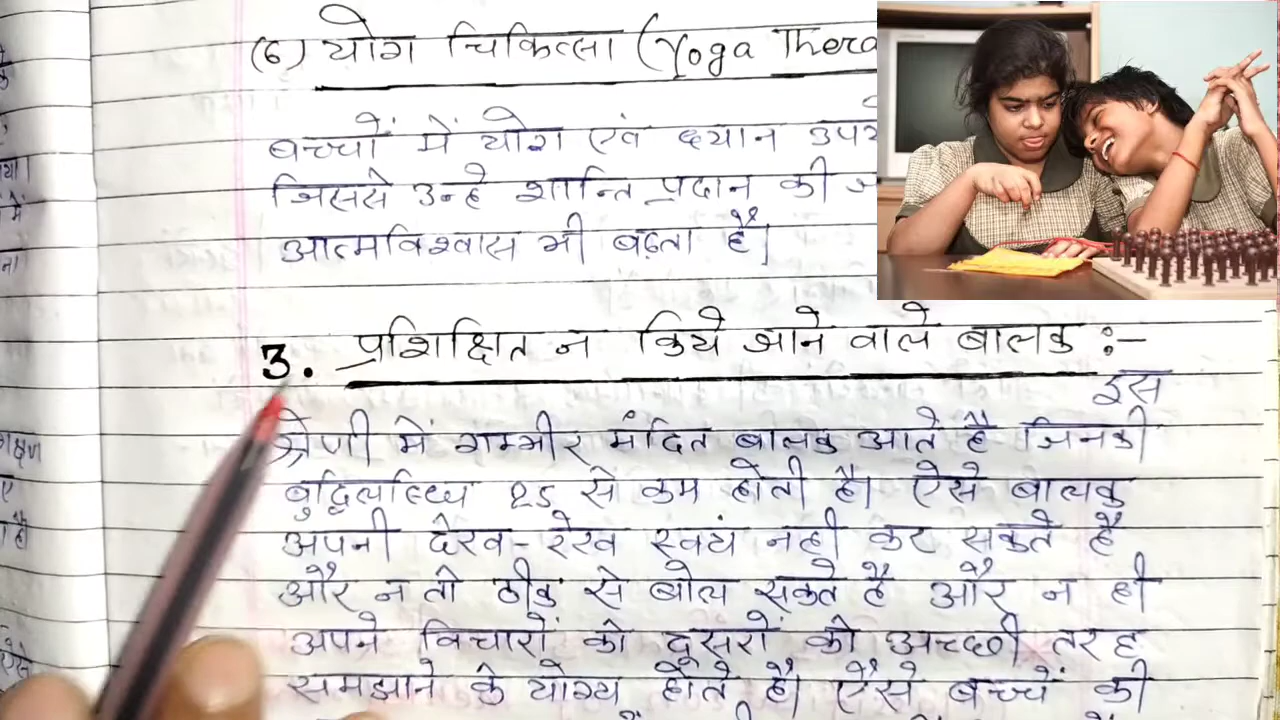 (6) योग चिकित्सा (Yoga Thera
बच्चों में योग एवं ध्यान
जिससे उन्हे शान्ति प्रदान की
आत्मविश्वास भी बढ़ता है।
3. प्रशिक्षित न किये जाने वाले बालक :-
इस
श्रेणी में गम्भीर मंदित बालक आते है जिनकी
बुद्धिलब्धि 25 से कम होती है। ऐसे बालक
अपनी देख-रेख स्वयं नही कर सकते है
और न तो ठीक से बोल सकते है और न ही
अपने विचारों को दूसरों को अच्छी तरह
समझाने के योग्य होते है। ऐसे बच्चें की